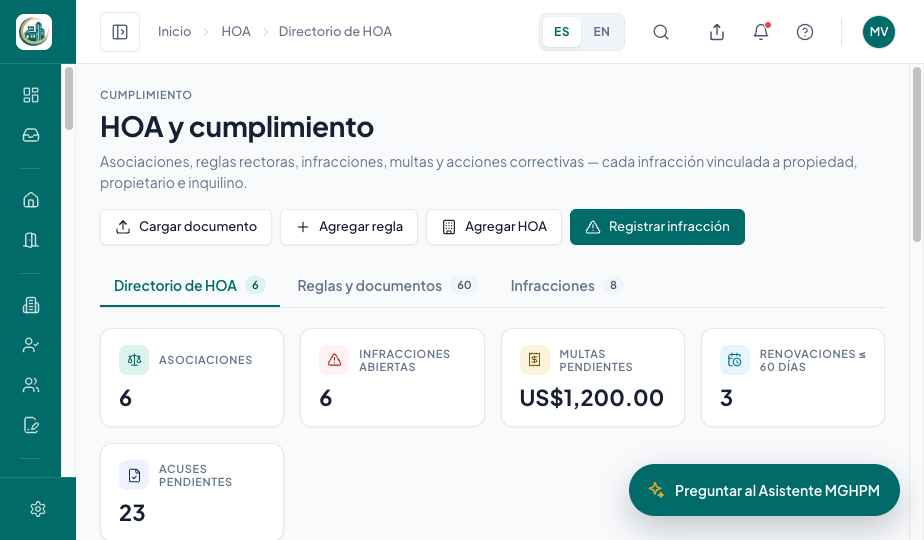 Inicio
HOA
Directorio de HOA
ES
EN
MV
CUMPLIMIENTO
HOA y cumplimiento
Asociaciones, reglas rectoras, infracciones, multas y acciones correctivas — cada infracción vinculada a propiedad,
propietario e inquilino.
Cargar documento
Agregar regla
Agregar HOA
Registrar infracción
Directorio de HOA 6
Reglas y documentos 60
Infracciones 8
ASOCIACIONES
6
INFRACCIONES
ABIERTAS
6
MULTAS
PENDIENTES
US$1,200.00
RENOVACIONES ≤
60 DÍAS
3
ACUSES
PENDIENTES
23
Preguntar al Asistente MGHPM